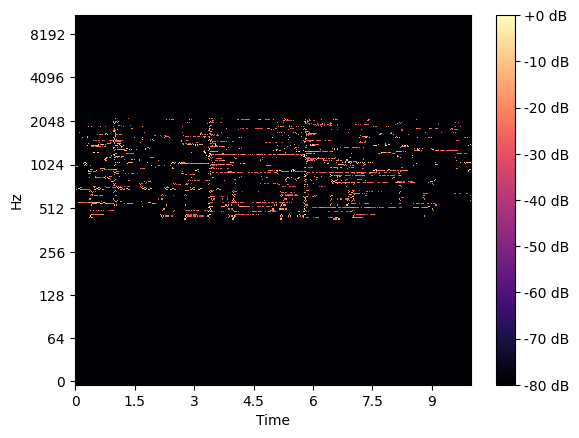 +0 dB
8192
-10 dB
4096
-20 dB
2048
-30 dB
1024
-40 dB
Hz
512
-50 dB
256
-60 dB
128
64
-70 dB
0
-80 dB
0 1.5 3 4.5 6 7.5 9
Time